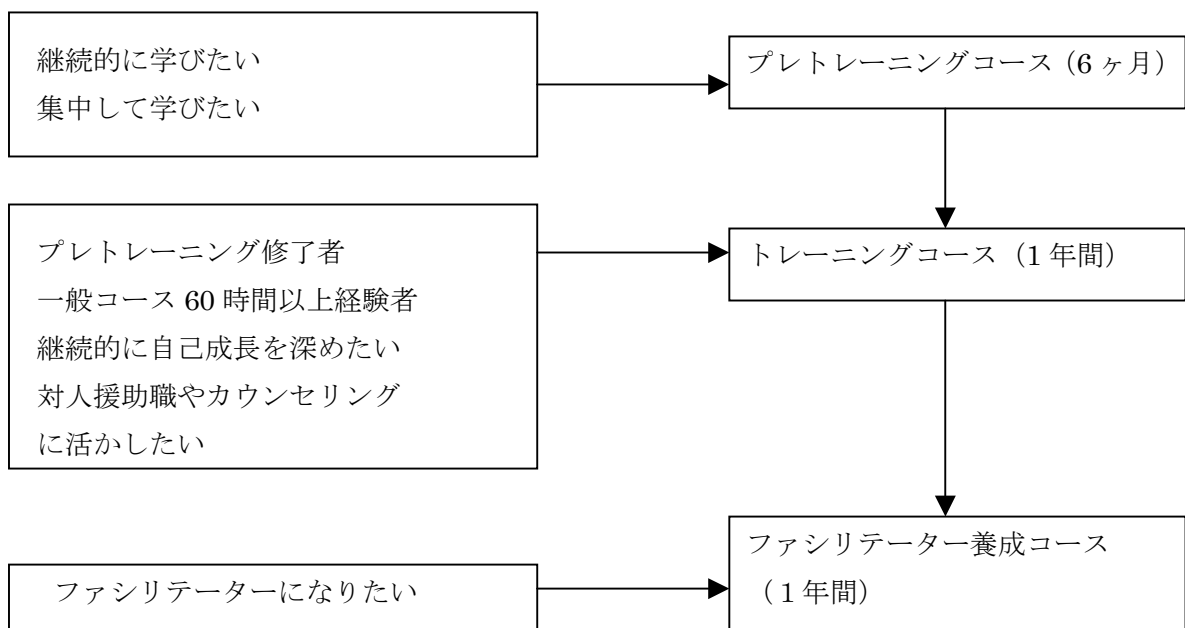 継続的に学びたい
集中して学びたい
プレトレーニングコース（6 ヶ月）
プレトレーニング修了者
一般コース 60 時間以上経験者
継続的に自己成長を深めたい
対人援助職やカウンセリング
に活かしたい
トレーニングコース（1 年間）
ファシリテーターになりたい
ファシリテーター養成コース
（１年間）